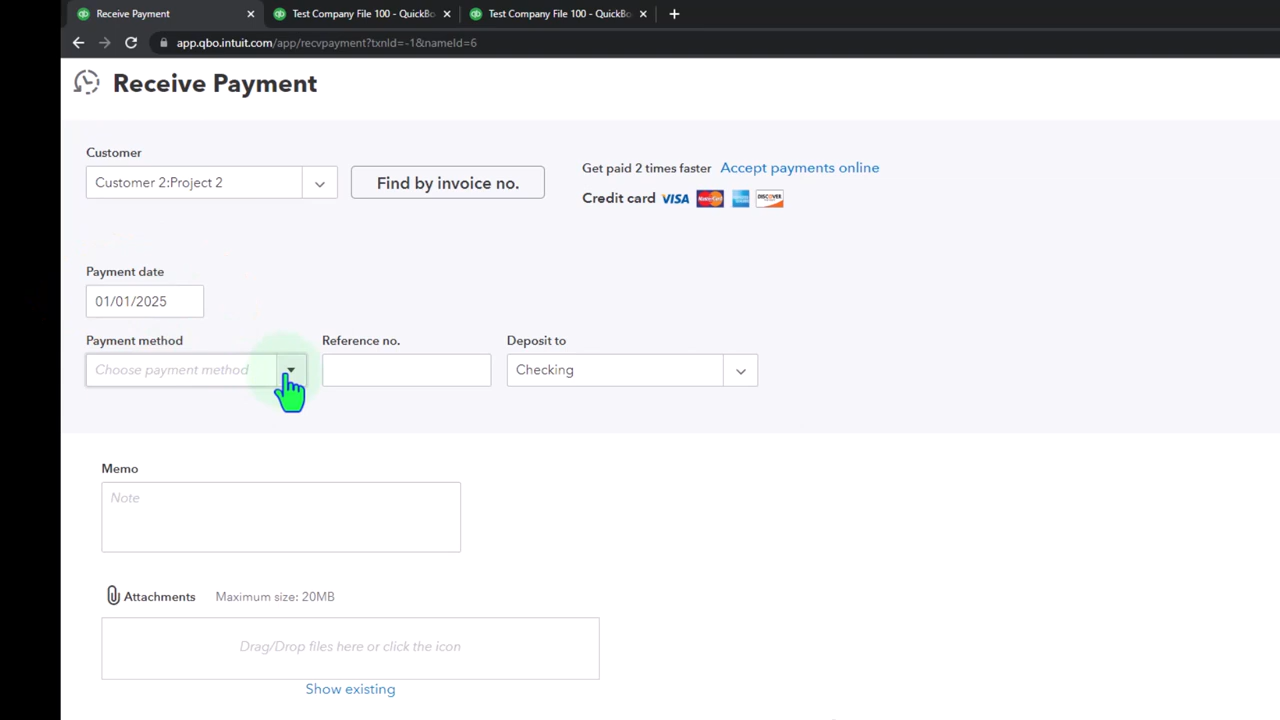 Receive Payment
Test Company File 100 - QuickBo
Test Company File 100 - QuickBo
app.qbo.intuit.com/app/recvpayment?txnId=-1&nameId=6
Receive Payment
Customer
Customer 2:Project 2
Find by invoice no.
Get paid 2 times faster Accept payments online
Credit card VISA MasterCard DISCOVER
Payment date
01/01/2025
Payment method Reference no. Deposit to
Choose payment method Checking
Memo
Note
Attachments Maximum size: 20MB
Drag/Drop files here or click the icon
Show existing